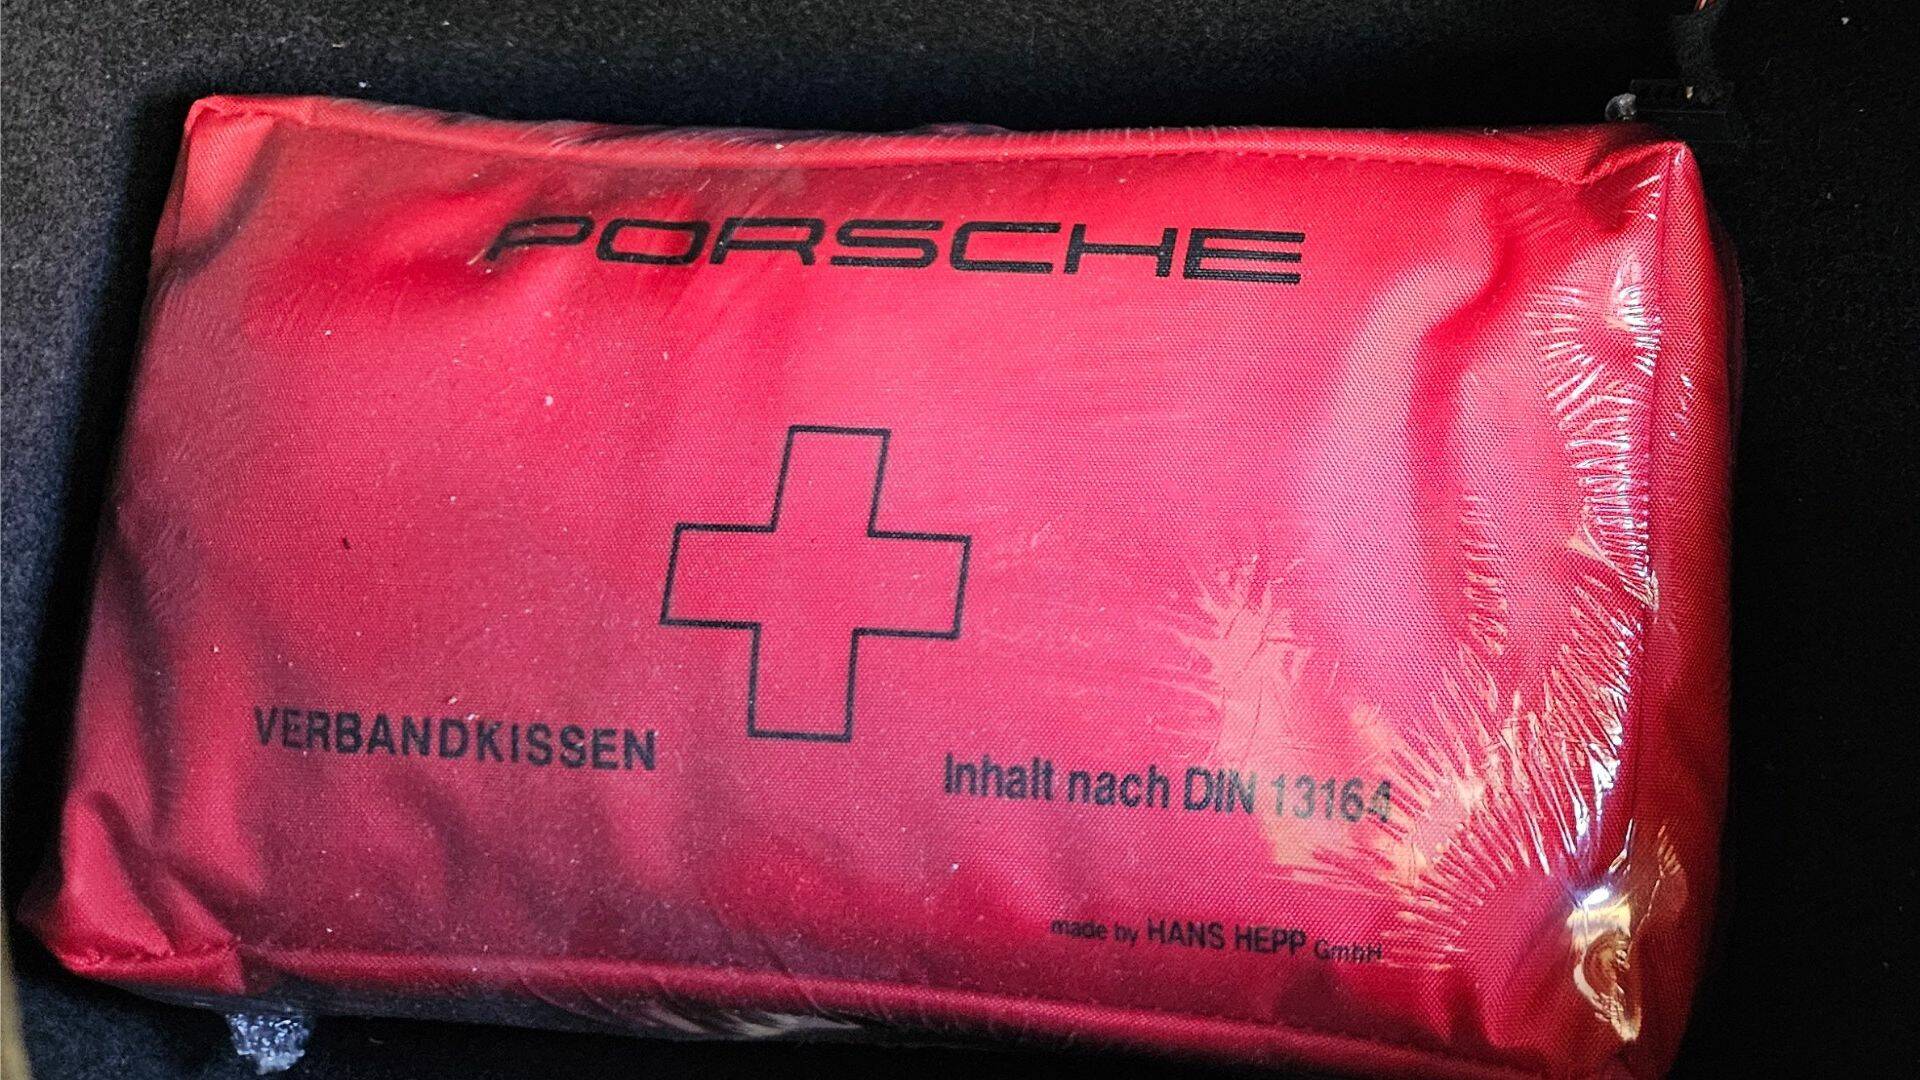 PORSCHE
VERBANDKISSEN
Inhalt nach DIN 13164
made by HANS HEPP GmbH